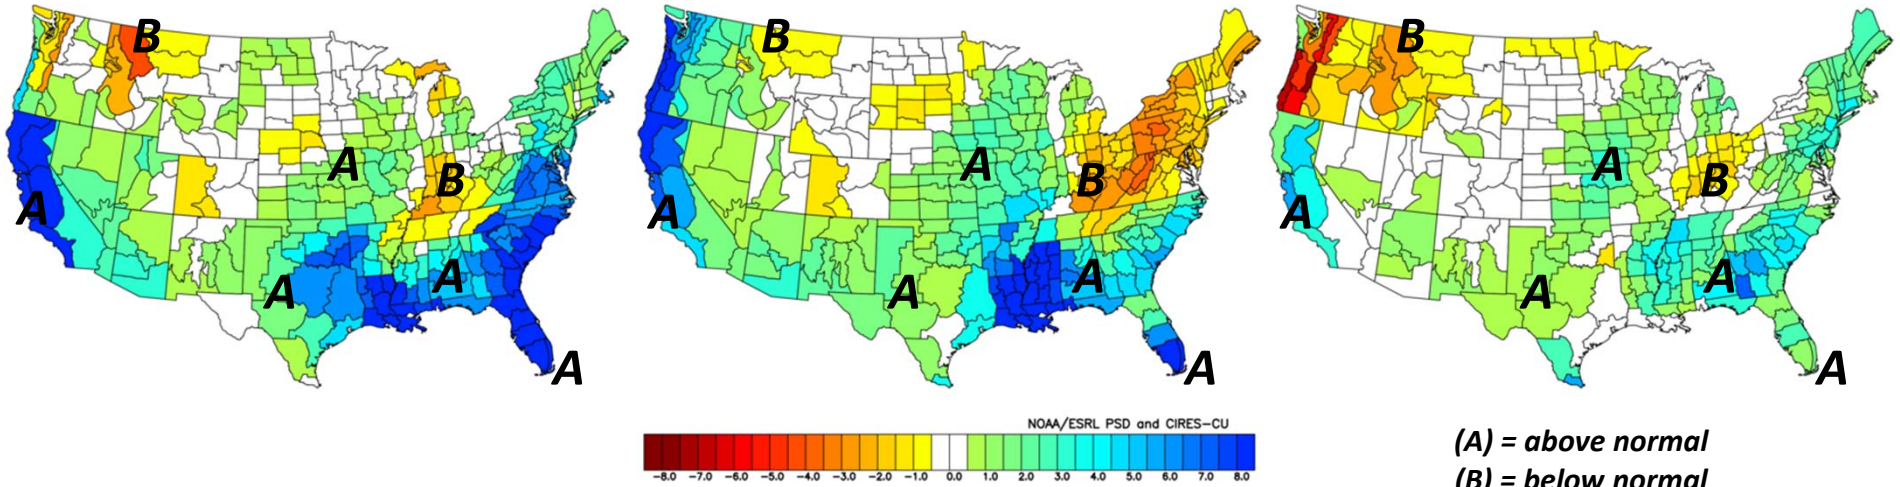 B
B
B
A
A
A
B
B
B
A
A
A
A
A
A
A
A
A
A
A
A
NOAA/ESRL PSD and CIRES-CU
-8.0 -7.0 -6.0 -5.0 -4.0 -3.0 -2.0 -1.0 0.0 1.0 2.0 3.0 4.0 5.0 6.0 7.0 8.0
(A) = above normal
(B) = below normal